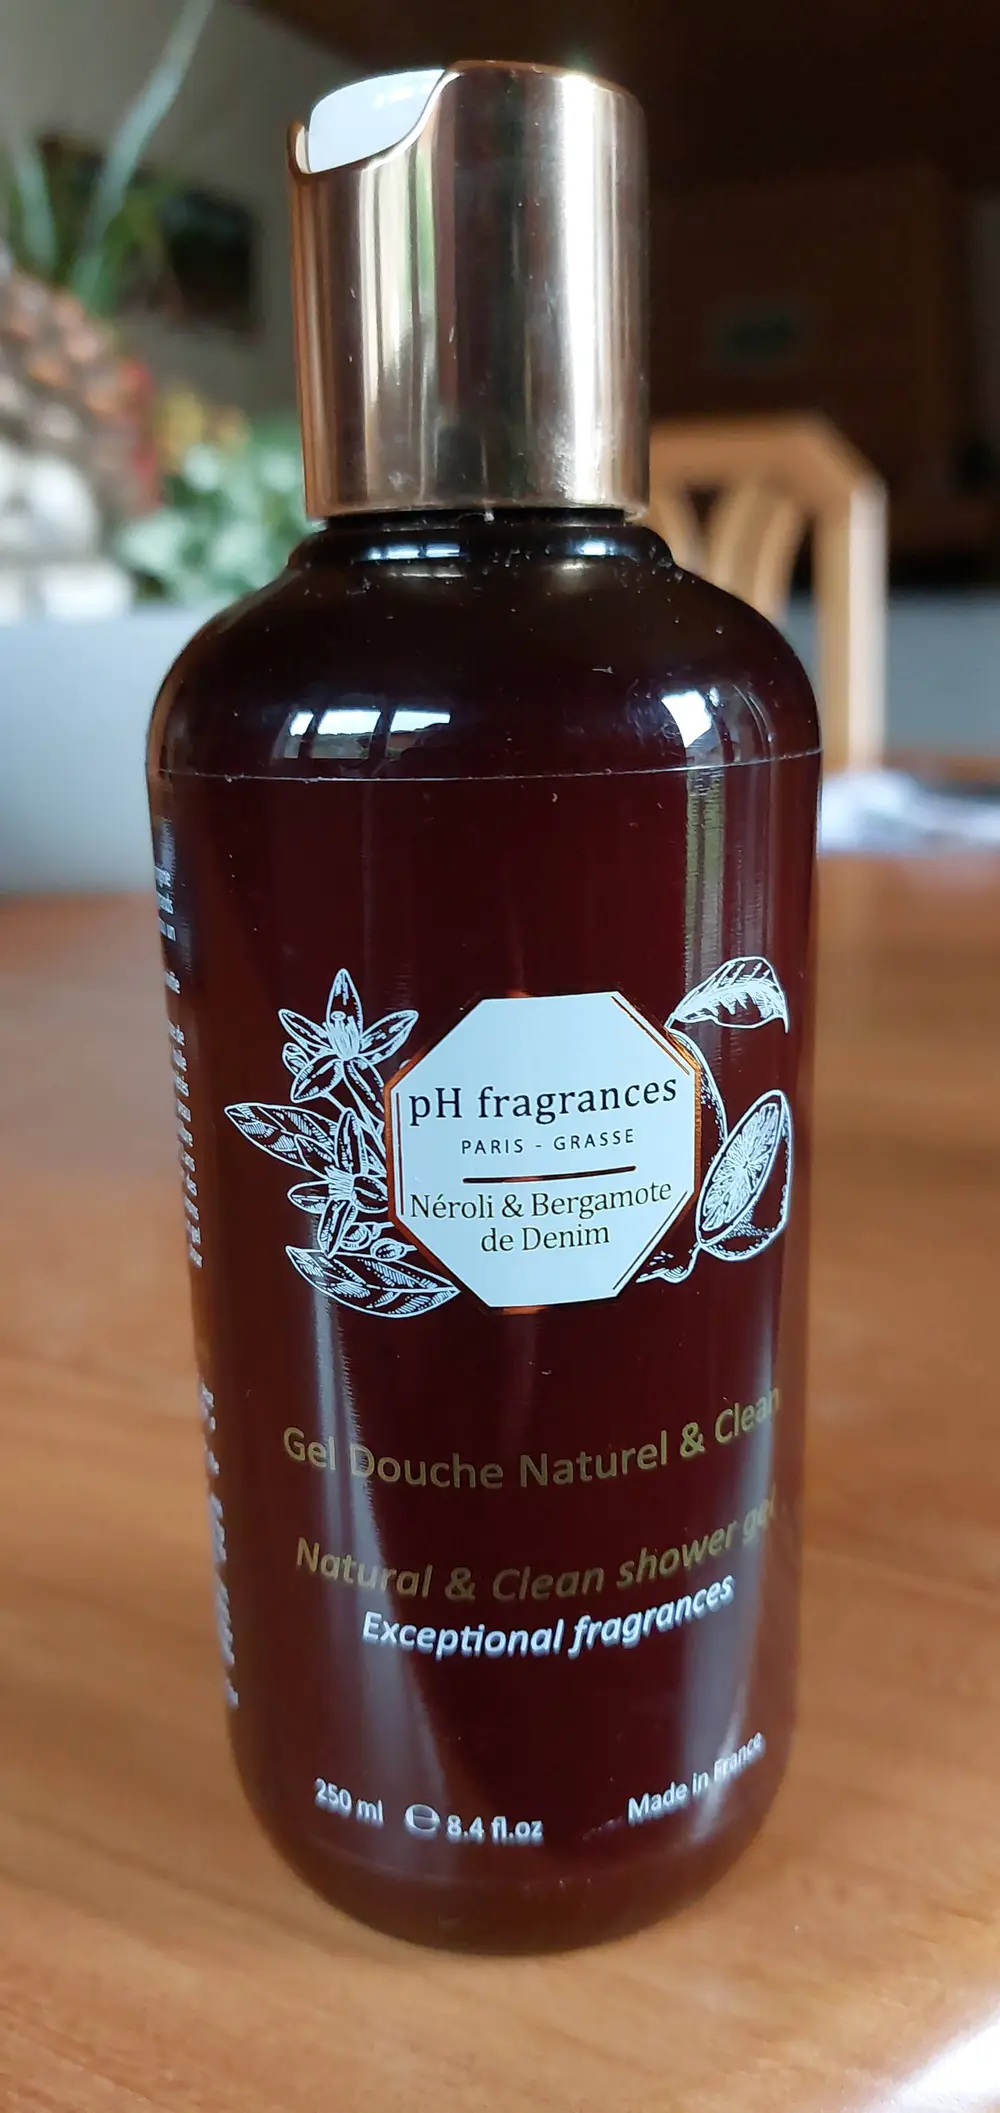 pH fragrances
PARIS - GRASSE
Néroli & Bergamote
de Denim
Gel Douche Naturel & Clean
Natural & Clean shower gel
Exceptional fragrances
250 ml ℮ 8.4 fl.oz
Made in France